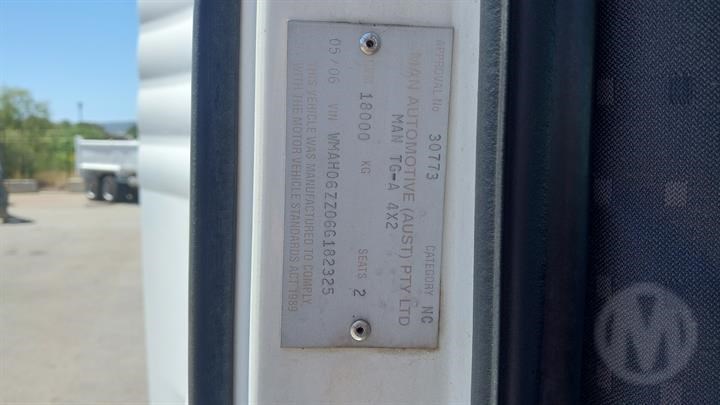 APPROVAL No 30773 CATEGORY NC
MAN AUTOMOTIVE (AUST) PTY LTD
MAN TG-A 4X2
18000 KG SEATS 2
05/06 VIN WMAH06ZZ06G182325
THIS VEHICLE WAS MANUFACTURED TO COMPLY
WITH THE MOTOR VEHICLE STANDARDS ACT 1989
M